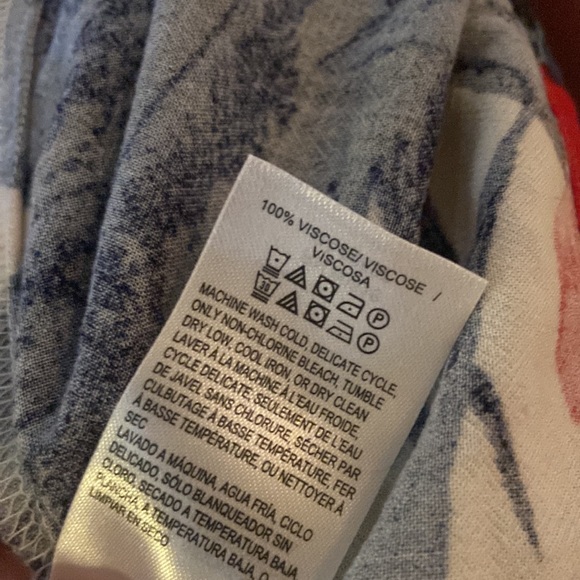 100% VISCOSE/ VISCOSE /
VISCOSA
P
30 P
MACHINE WASH COLD, DELICATE CYCLE,
ONLY NON-CHLORINE BLEACH, TUMBLE
DRY LOW, COOL IRON, OR DRY CLEAN
LAVER À LA MACHINE À L'EAU FROIDE,
CYCLE DELICATE, SEULEMENT DE L'EAU
DE JAVEL SANS CHLORURE, SÉCHER PAR
CULBUTAGE À BASSE TEMPÉRATURE, FER
À BASSE TEMPÉRATURE, OU NETTOYER À
SEC
LAVADO A MÁQUINA, AGUA FRÍA, CICLO
DELICADO, SÓLO BLANQUEADOR SIN
CLORO, SECADO A TEMPERATURA BAJA,
PLANCHA A TEMPERATURA BAJA, O
LIMPIAR EN SECO